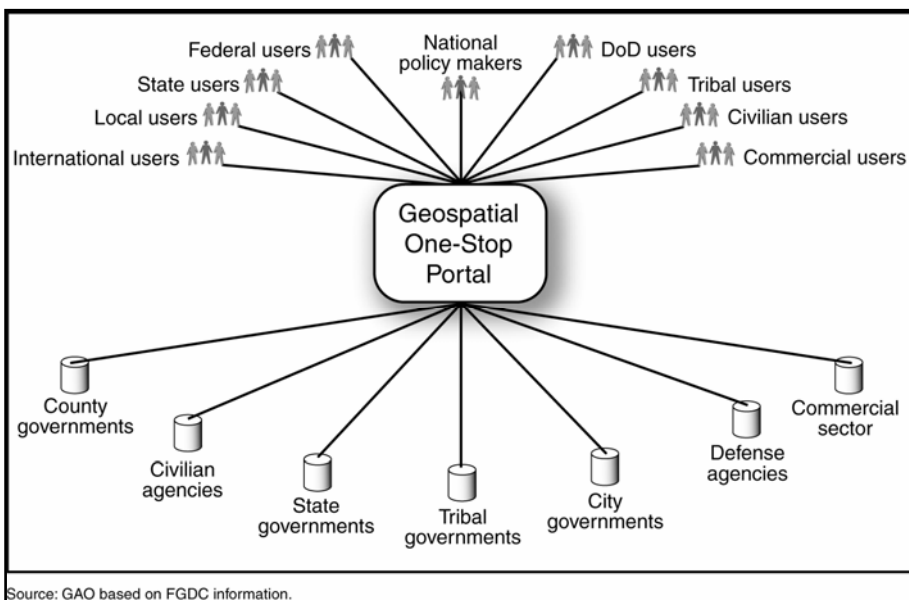 Federal users
National
policy makers
DoD users
State users
Tribal users
Local users
Civilian users
International users
Commercial users
Geospatial
One-Stop
Portal
County
governments
Civilian
agencies
State
governments
Tribal
governments
City
governments
Defense
agencies
Commercial
sector
Source: GAO based on FGDC information.